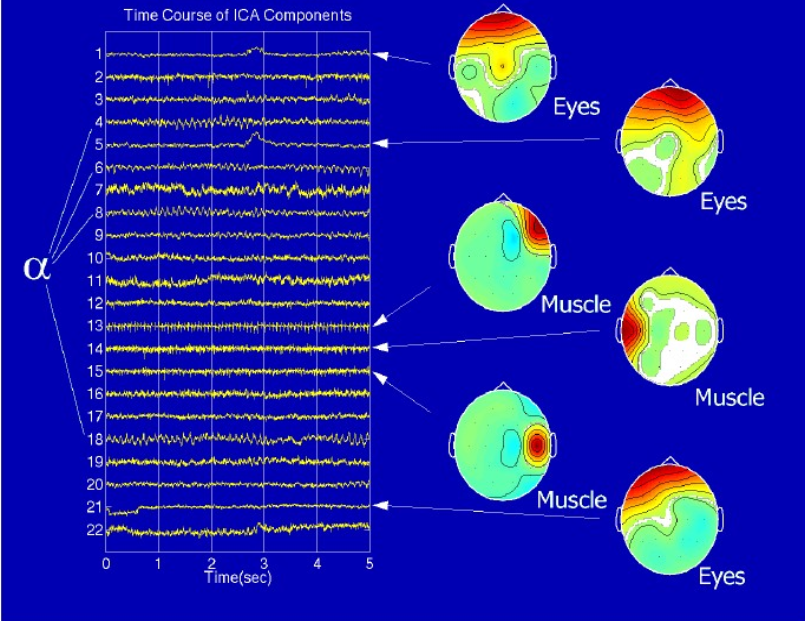 Time Course of ICA Components
1
2
3
4
5
6
7
8
9
10
11
12
13
14
15
16
17
18
19
20
21
22
0 1 2 3 4 5
Time(sec)
α
Eyes
Eyes
Muscle
Muscle
Muscle
Eyes